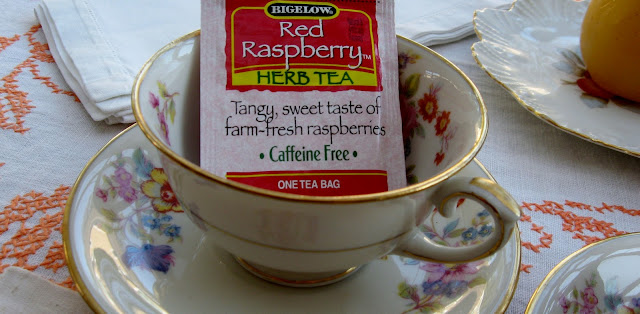 BIGELOW
Red
Raspberry™
HERB TEA
Tangy, sweet taste of
farm-fresh raspberries
• Caffeine Free •
ONE TEA BAG